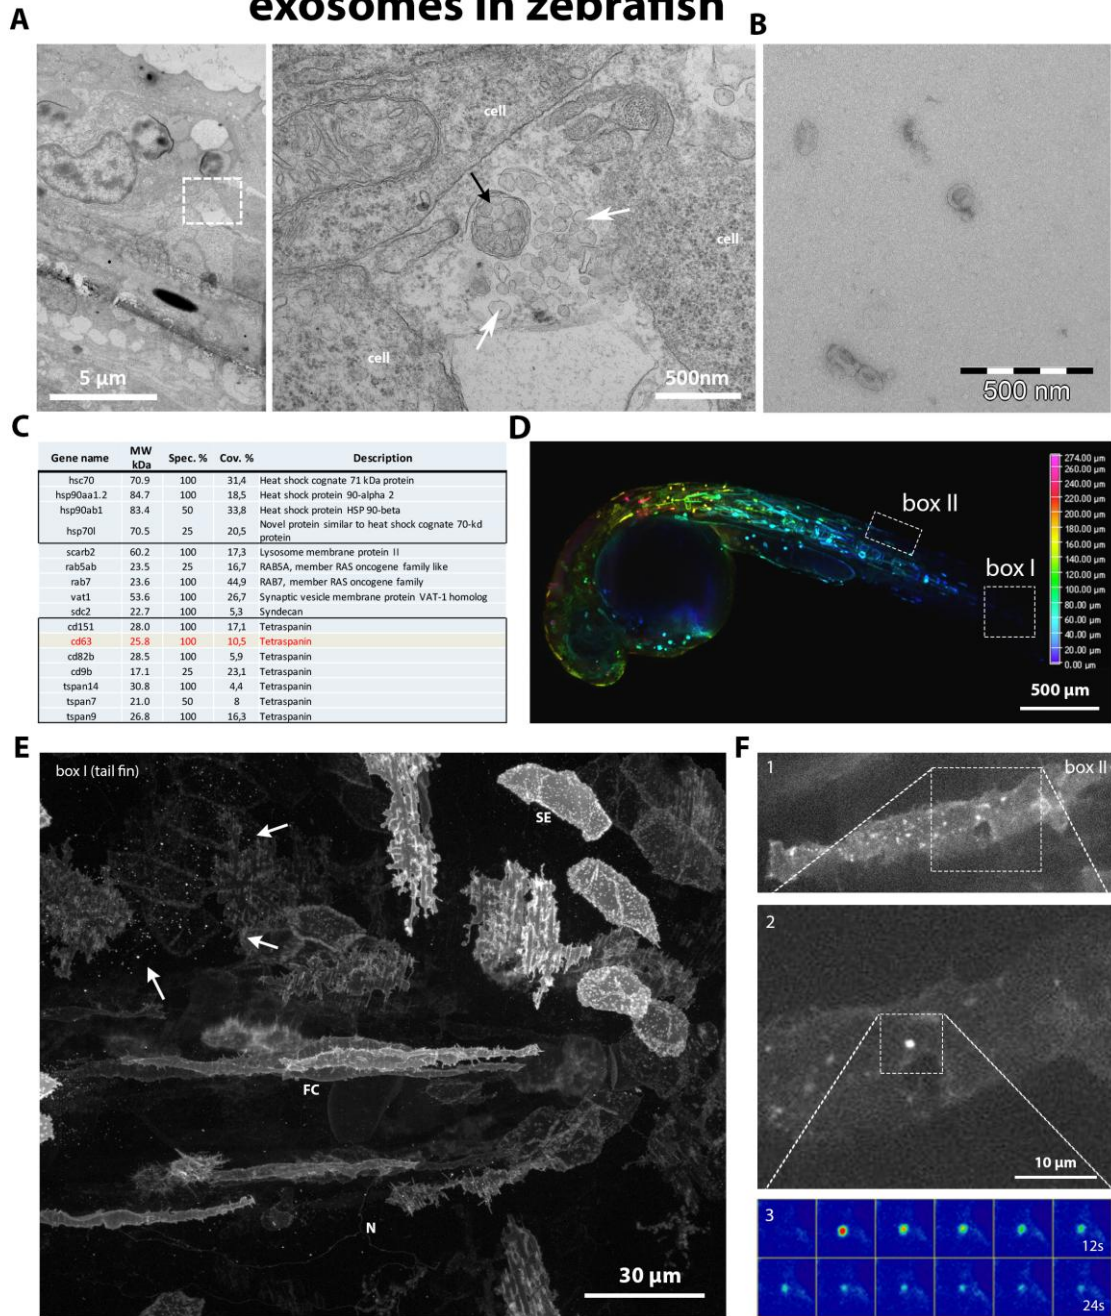 exosomes in zebrafish
A
B
cell
cell
cell
5 µm
500nm
500 nm
C
Gene name MW kDa Spec. % Cov. % Description
hsc70 70.9 100 31,4 Heat shock cognate 71 kDa protein
hsp90aa1.2 84.7 100 18,5 Heat shock protein 90-alpha 2
hsp90ab1 83.4 50 33,8 Heat shock protein HSP 90-beta
hsp70l 70.5 25 20,5 Novel protein similar to heat shock cognate 70-kd
protein
scarb2 60.2 100 17,3 Lysosome membrane protein II
rab5ab 23.5 25 16,7 RAB5A, member RAS oncogene family like
rab7 23.6 100 44,9 RAB7, member RAS oncogene family
vat1 53.6 100 26,7 Synaptic vesicle membrane protein VAT-1 homolog
sdc2 22.7 100 5,3 Syndecan
cd151 28.0 100 17,1 Tetraspanin
cd63 25.8 100 10,5 Tetraspanin
cd82b 28.5 100 5,9 Tetraspanin
cd9b 17.1 25 23,1 Tetraspanin
tspan14 30.8 100 4,4 Tetraspanin
tspan7 21.0 50 8 Tetraspanin
tspan9 26.8 100 16,3 Tetraspanin
D
box II
box I
274.00 µm
260.00 µm
240.00 µm
220.00 µm
200.00 µm
180.00 µm
160.00 µm
140.00 µm
120.00 µm
100.00 µm
80.00 µm
60.00 µm
40.00 µm
20.00 µm
0.00 µm
500 µm
E
box I (tail fin)
SE
FC
N
30 µm
F
1
box II
2
10 µm
3
12s
24s